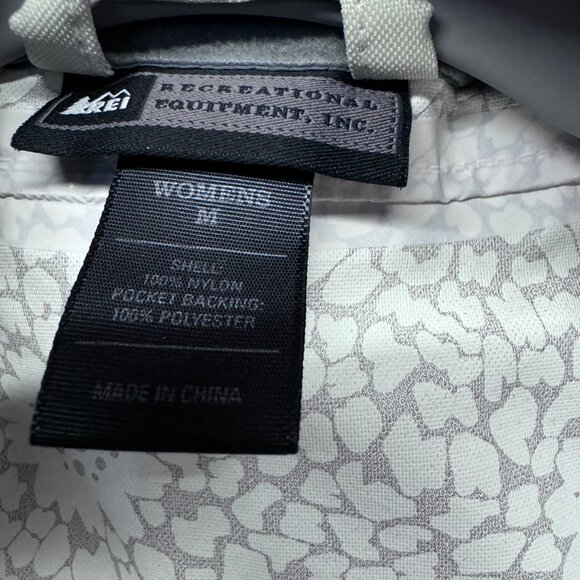 REI
RECREATIONAL
EQUIPMENT, INC.
WOMENS
M
SHELL:
100% NYLON
POCKET BACKING:
100% POLYESTER
MADE IN CHINA